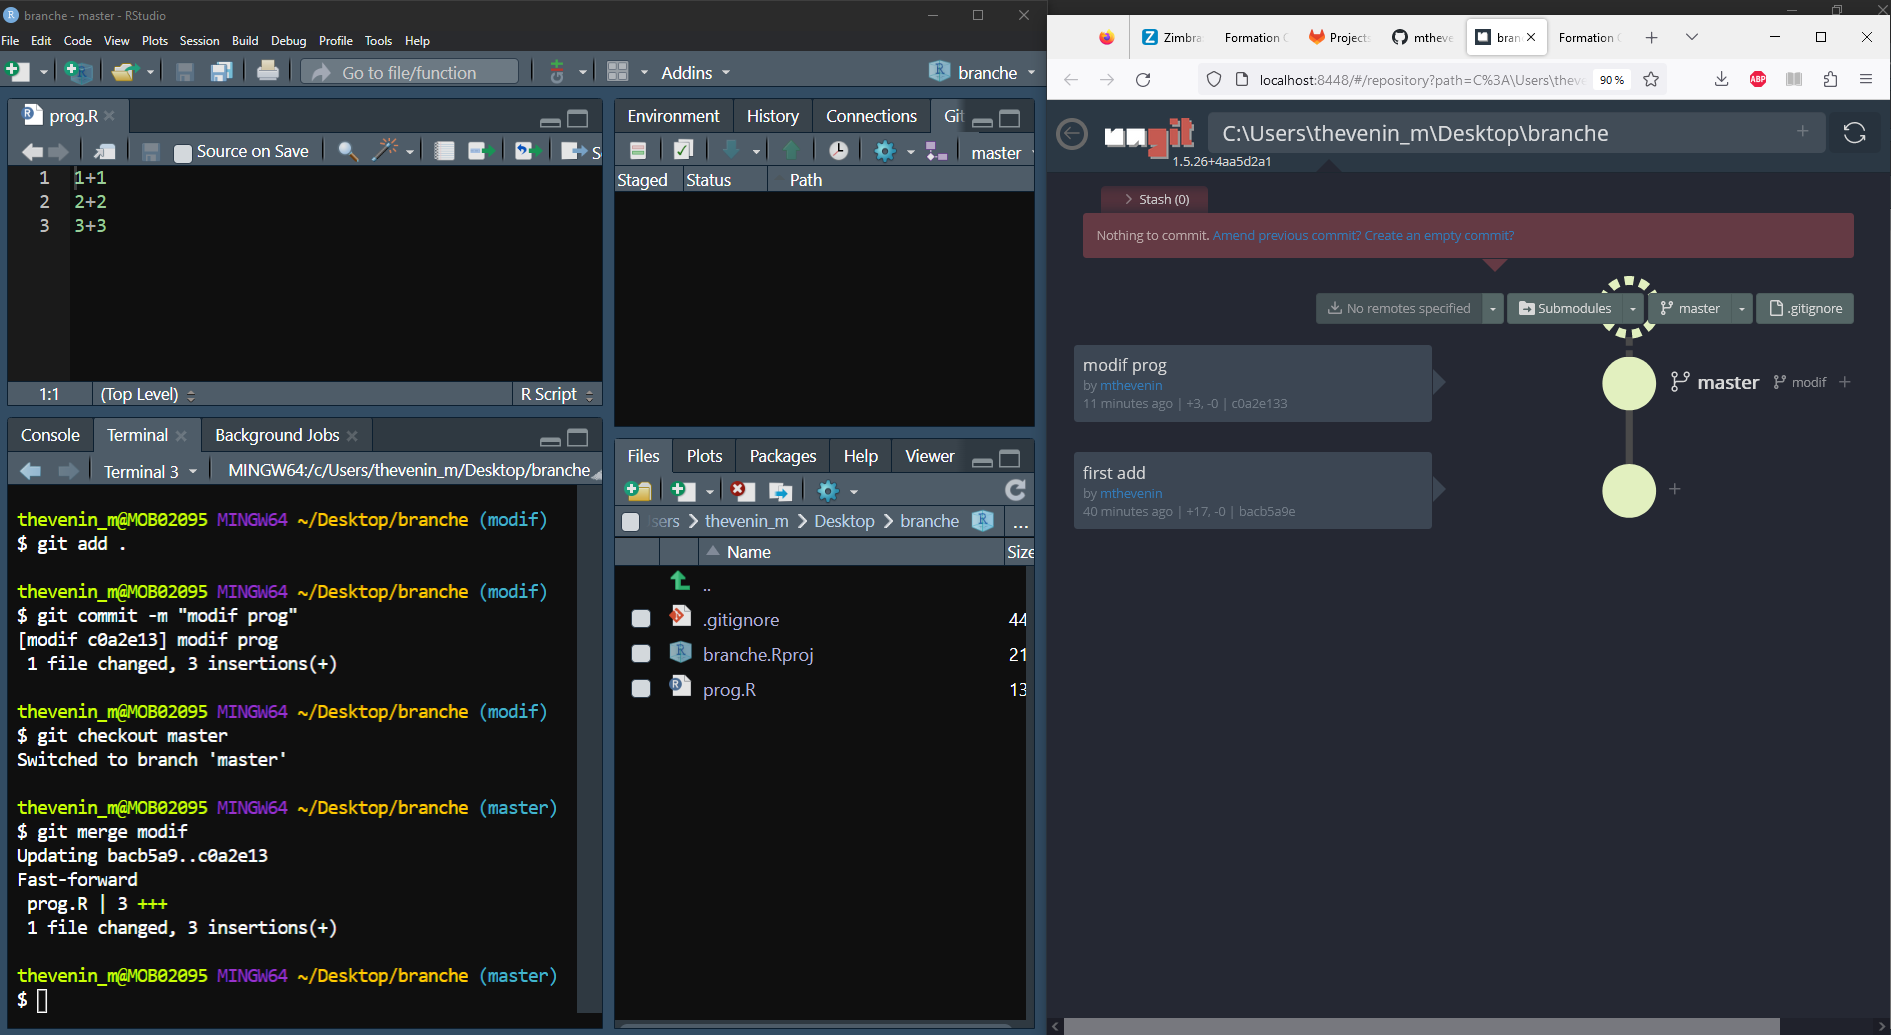 branche - master - RStudio
File Edit Code View Plots Session Build Debug Profile Tools Help
Go to file/function
Addins
branche
prog.R
Source on Save
1 1+1
2 2+2
3 3+3
1:1 (Top Level) R Script
Console Terminal Background Jobs
Terminal 3 MINGW64:/c/Users/thevenin_m/Desktop/branche
thevenin_m@MOB02095 MINGW64 ~/Desktop/branche (modif)
$ git add .
thevenin_m@MOB02095 MINGW64 ~/Desktop/branche (modif)
$ git commit -m "modif prog"
[modif c0a2e13] modif prog
1 file changed, 3 insertions(+)
thevenin_m@MOB02095 MINGW64 ~/Desktop/branche (modif)
$ git checkout master
Switched to branch 'master'
thevenin_m@MOB02095 MINGW64 ~/Desktop/branche (master)
$ git merge modif
Updating bacb5a9..c0a2e13
Fast-forward
prog.R | 3 +++
1 file changed, 3 insertions(+)
thevenin_m@MOB02095 MINGW64 ~/Desktop/branche (master)
$
Environment History Connections Git
master
Staged Status Path
Files Plots Packages Help Viewer
sers thevenin_m Desktop branche ...
Name Size
..
.gitignore 44
branche.Rproj 21
prog.R 13
Zimbra Formation Projects mtheve bran Formation
localhost:8448/#/repository?path=C%3A\Users\theve 90 % ABP
ungit C:\Users\thevenin_m\Desktop\branche
1.5.26+4aa5d2a1
Stash (0)
Nothing to commit. Amend previous commit? Create an empty commit?
No remotes specified Submodules master .gitignore
modif prog
by mthevenin
11 minutes ago | +3, -0 | c0a2e133
master modif +
first add
by mthevenin
40 minutes ago | +17, -0 | bacb5a9e
+